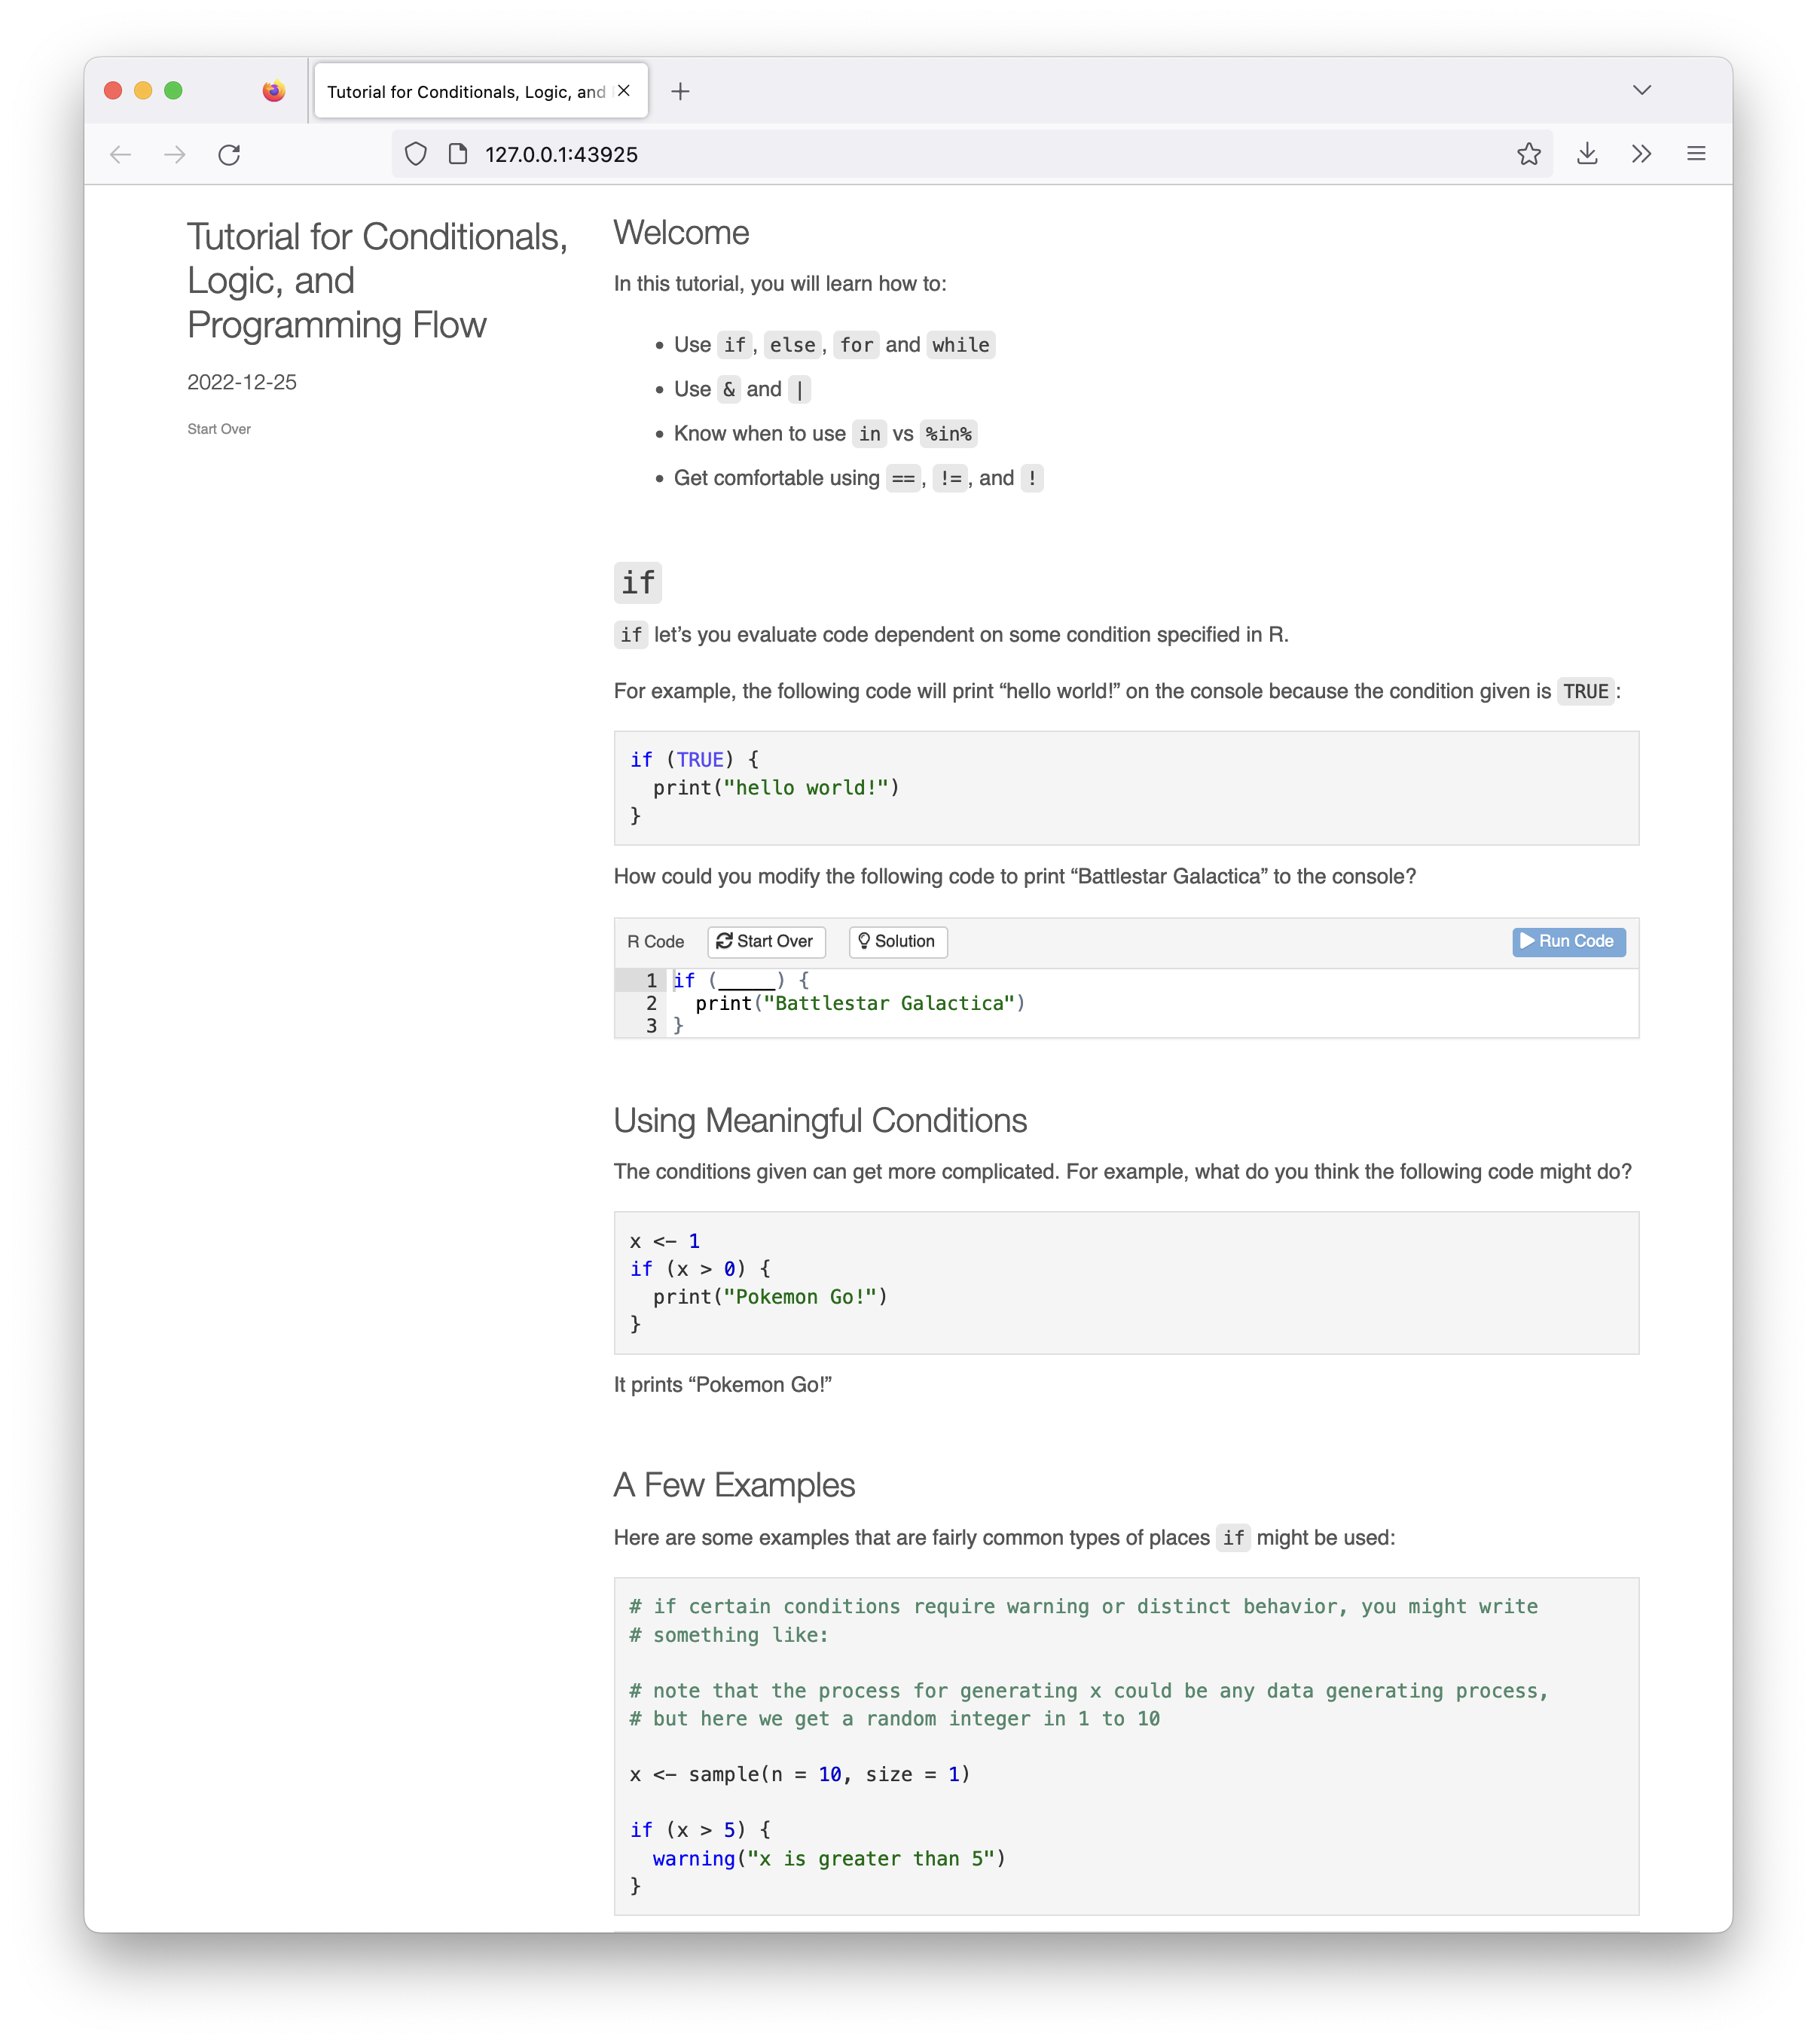 Tutorial for Conditionals, Logic, and
127.0.0.1:43925
Tutorial for Conditionals,
Logic, and
Programming Flow
2022-12-25
Start Over
Welcome
In this tutorial, you will learn how to:
• Use if, else, for and while
• Use & and |
• Know when to use in vs %in%
• Get comfortable using ==, !=, and !
if
if let’s you evaluate code dependent on some condition specified in R.
For example, the following code will print “hello world!” on the console because the condition given is TRUE:
if (TRUE) {
  print("hello world!")
}
How could you modify the following code to print “Battlestar Galactica” to the console?
R Code Start Over Solution Run Code
1 if (_____) {
2   print("Battlestar Galactica")
3 }
Using Meaningful Conditions
The conditions given can get more complicated. For example, what do you think the following code might do?
x <- 1
if (x > 0) {
  print("Pokemon Go!")
}
It prints “Pokemon Go!”
A Few Examples
Here are some examples that are fairly common types of places if might be used:
# if certain conditions require warning or distinct behavior, you might write
# something like:
# note that the process for generating x could be any data generating process,
# but here we get a random integer in 1 to 10
x <- sample(n = 10, size = 1)
if (x > 5) {
  warning("x is greater than 5")
}